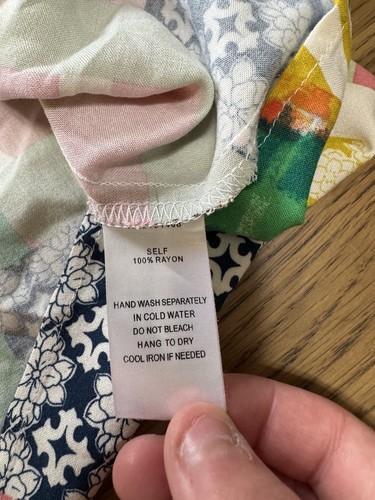 SELF
100% RAYON
HAND WASH SEPARATELY
IN COLD WATER
DO NOT BLEACH
HANG TO DRY
COOL IRON IF NEEDED